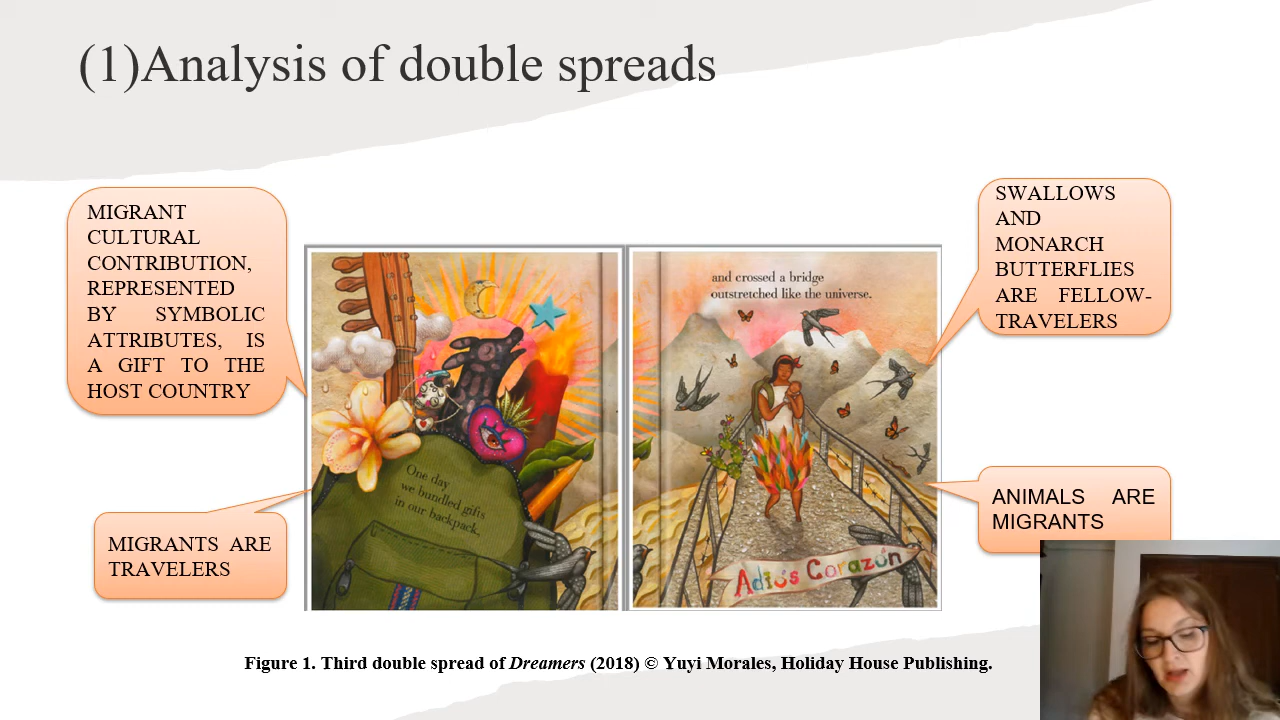 (1)Analysis of double spreads
MIGRANT
CULTURAL
CONTRIBUTION,
REPRESENTED
BY SYMBOLIC
ATTRIBUTES, IS
A GIFT TO THE
HOST COUNTRY
MIGRANTS ARE
TRAVELERS
One day
we bundled gifts
in our backpack,
and crossed a bridge
outstretched like the universe.
Adiós Corazón
SWALLOWS
AND
MONARCH
BUTTERFLIES
ARE FELLOW-
TRAVELERS
ANIMALS ARE
MIGRANTS
Figure 1. Third double spread of Dreamers (2018) © Yuyi Morales, Holiday House Publishing.